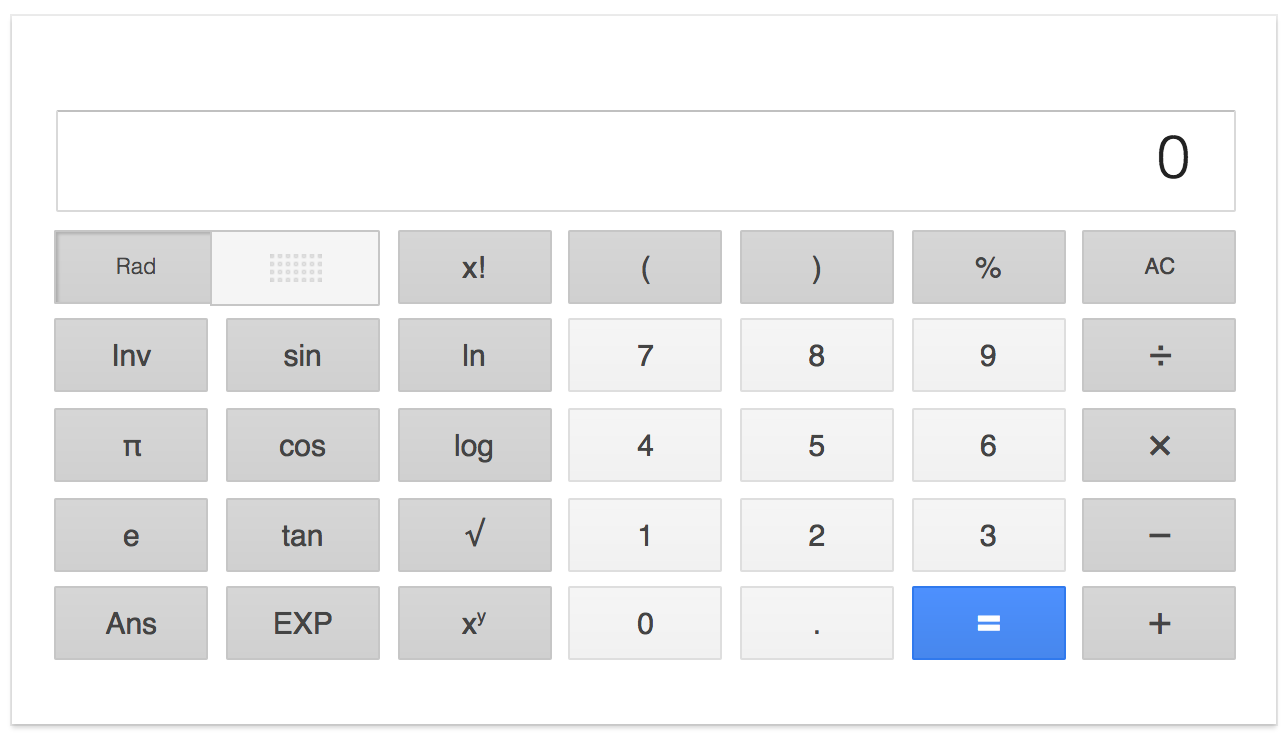 0
Rad x! ( ) % AC
Inv sin ln 7 8 9 ÷
π cos log 4 5 6 ×
e tan √ 1 2 3 −
Ans EXP xʸ 0 . = +